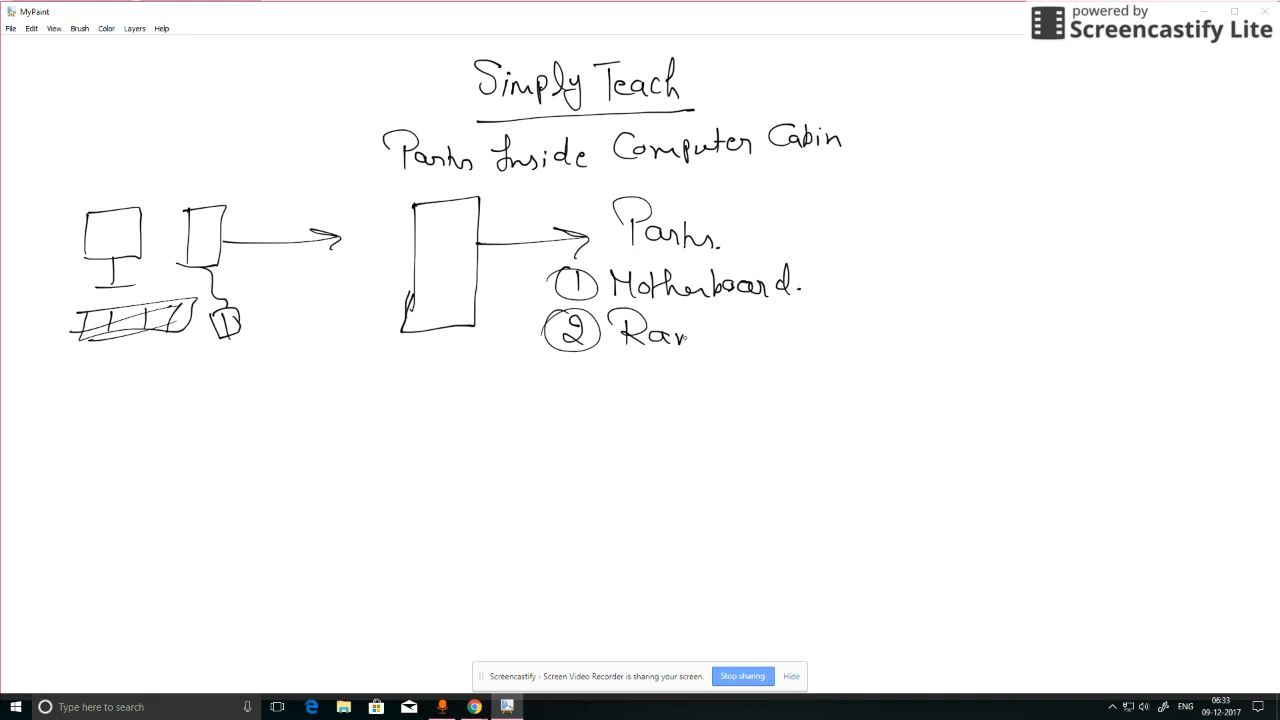 MyPaint
powered by
Screencastify Lite
File Edit View Brush Color Layers Help
Simply Teach
Parts Inside Computer Cabin
Parts.
① Motherboard.
② Ram
Screencastify - Screen Video Recorder is sharing your screen. Stop sharing Hide
Type here to search
ENG
06:33
09-12-2017